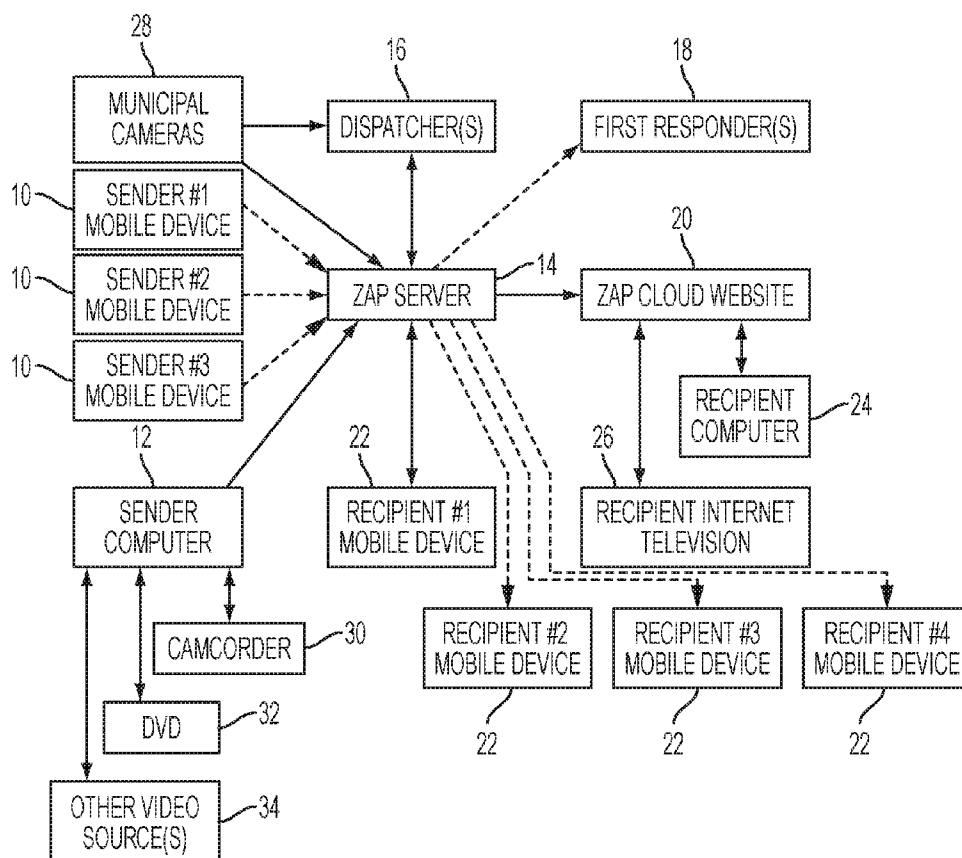 28
16
18
MUNICIPAL
CAMERAS
DISPATCHER(S)
FIRST RESPONDER(S)
10
SENDER #1
MOBILE DEVICE
10
SENDER #2
MOBILE DEVICE
10
SENDER #3
MOBILE DEVICE
ZAP SERVER
14
20
ZAP CLOUD WEBSITE
RECIPIENT
COMPUTER
24
12
SENDER
COMPUTER
22
RECIPIENT #1
MOBILE DEVICE
26
RECIPIENT INTERNET
TELEVISION
CAMCORDER
30
DVD
32
OTHER VIDEO
SOURCE(S)
34
RECIPIENT #2
MOBILE DEVICE
22
RECIPIENT #3
MOBILE DEVICE
22
RECIPIENT #4
MOBILE DEVICE
22